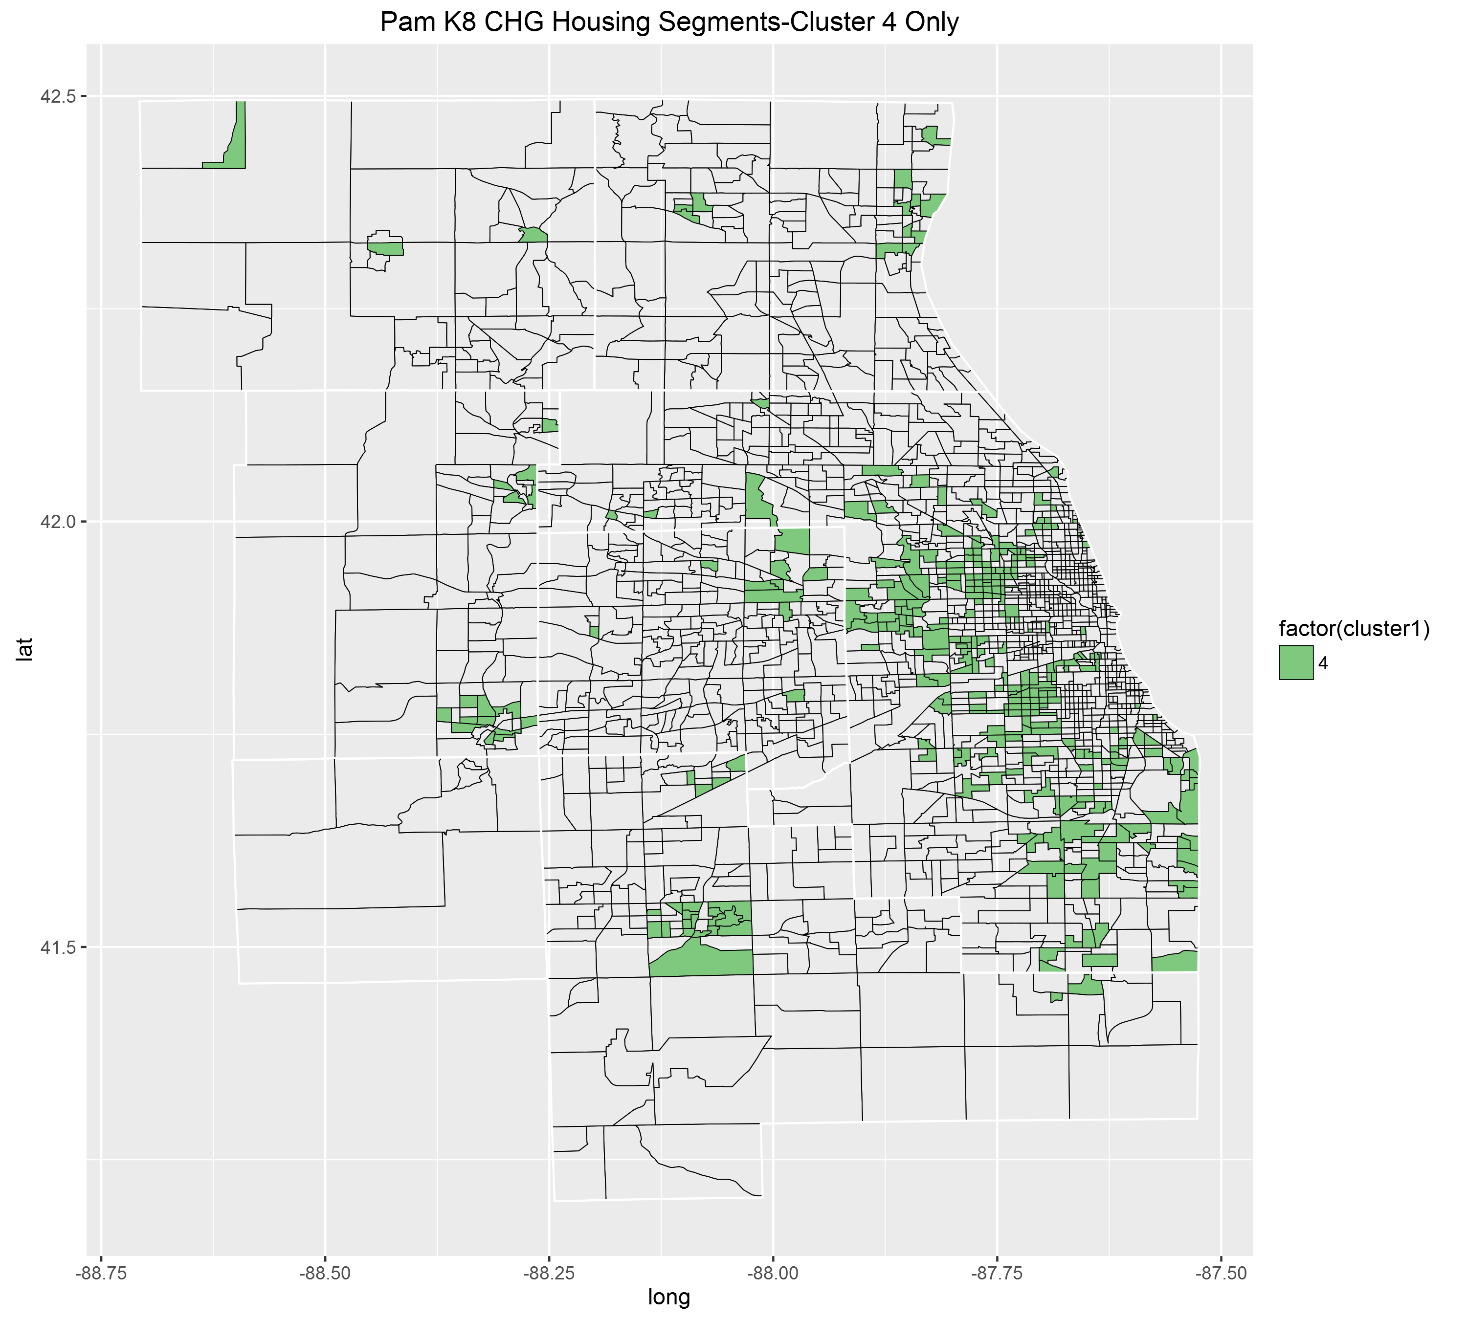 Pam K8 CHG Housing Segments-Cluster 4 Only
42.5
42.0
41.5
lat
-88.75
-88.50
-88.25
-88.00
-87.75
-87.50
long
factor(cluster1)
4